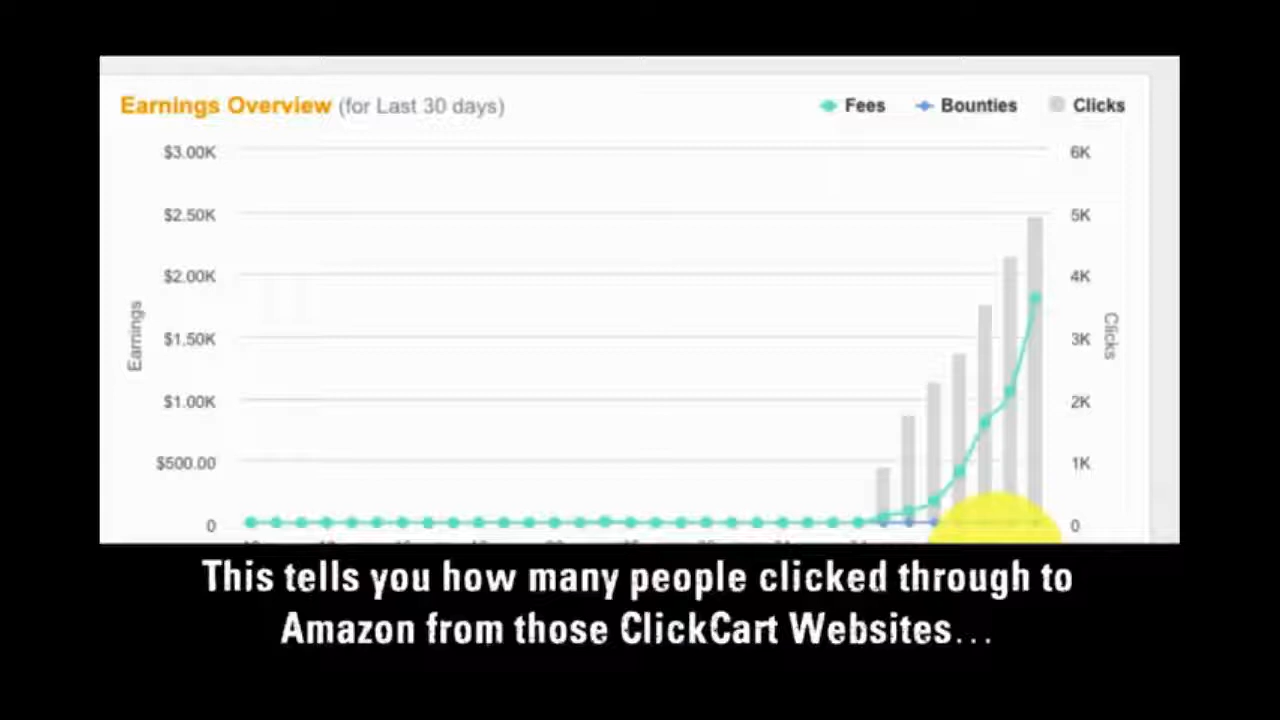 Earnings Overview (for Last 30 days)
Fees Bounties Clicks
$3.00K 6K
$2.50K 5K
$2.00K 4K
$1.50K 3K
$1.00K 2K
$500.00 1K
0 0
Earnings
Clicks
This tells you how many people clicked through to
Amazon from those ClickCart Websites...